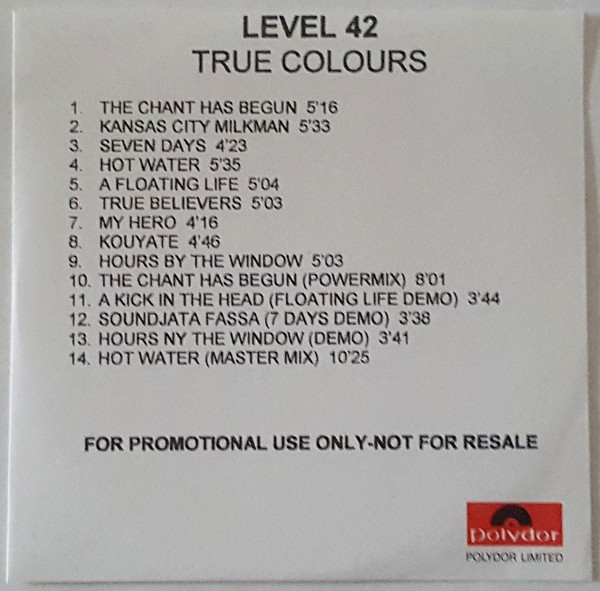 LEVEL 42
TRUE COLOURS
1. THE CHANT HAS BEGUN 5'16
2. KANSAS CITY MILKMAN 5'33
3. SEVEN DAYS 4'23
4. HOT WATER 5'35
5. A FLOATING LIFE 5'04
6. TRUE BELIEVERS 5'03
7. MY HERO 4'16
8. KOUYATE 4'46
9. HOURS BY THE WINDOW 5'03
10. THE CHANT HAS BEGUN (POWERMIX) 8'01
11. A KICK IN THE HEAD (FLOATING LIFE DEMO) 3'44
12. SOUNDJATA FASSA (7 DAYS DEMO) 3'38
13. HOURS NY THE WINDOW (DEMO) 3'41
14. HOT WATER (MASTER MIX) 10'25
FOR PROMOTIONAL USE ONLY-NOT FOR RESALE
polydor
POLYDOR LIMITED